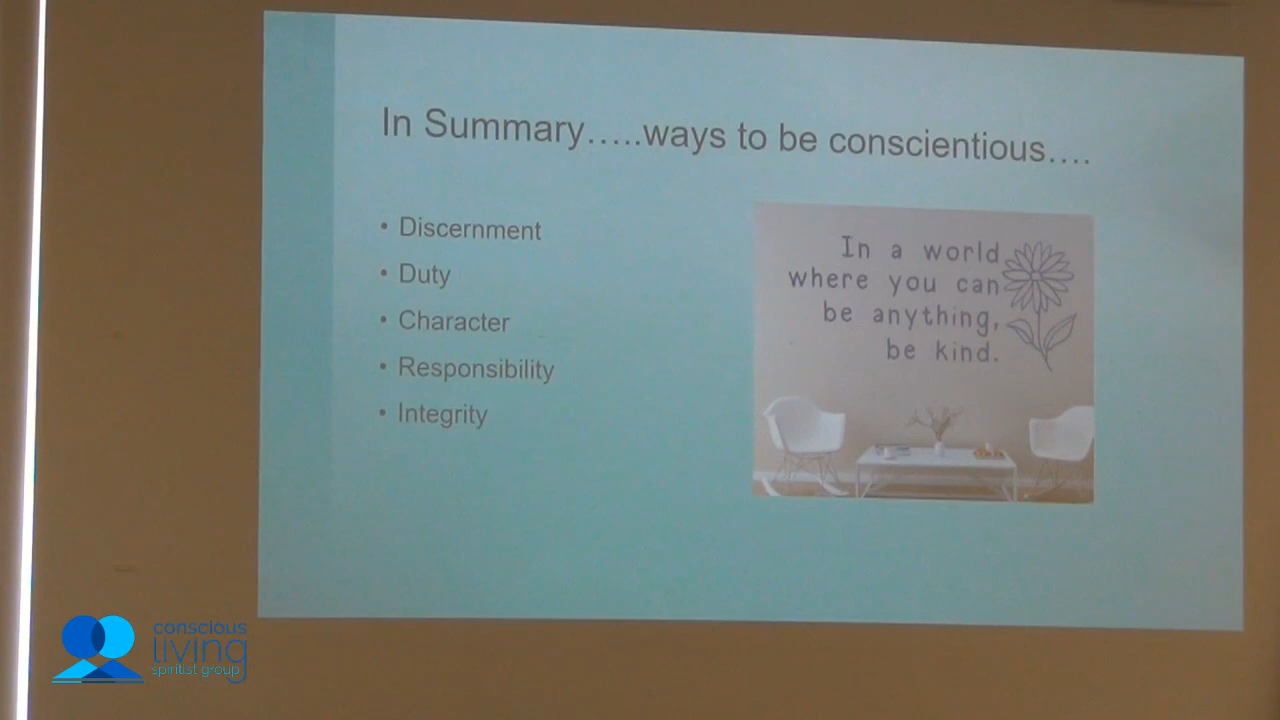 In Summary…..ways to be conscientious….
• Discernment
• Duty
• Character
• Responsibility
• Integrity
In a world
where you can
be anything,
be kind.
conscious
living
spiritist group